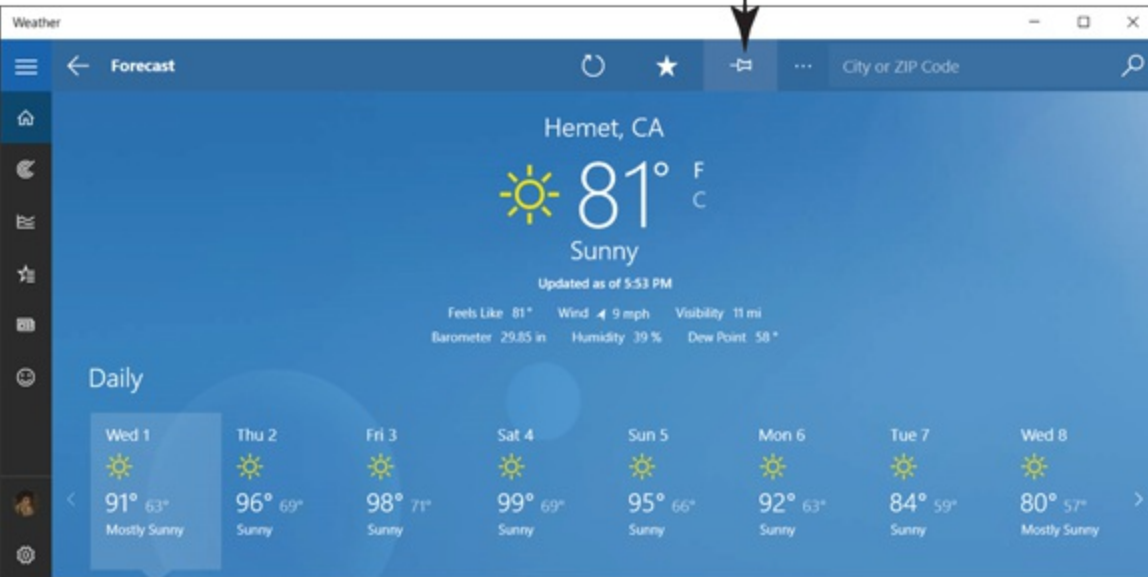 Weather
Forecast
City or ZIP Code
Hemet, CA
81° F
C
Sunny
Updated as of 5:53 PM
Feels Like 81° Wind 9 mph Visibility 11 mi
Barometer 29.85 in Humidity 39 % Dew Point 58°
Daily
Wed 1 Thu 2 Fri 3 Sat 4 Sun 5 Mon 6 Tue 7 Wed 8
91° 63° 96° 69° 98° 71° 99° 69° 95° 66° 92° 63° 84° 59° 80° 57°
Mostly Sunny Sunny Sunny Sunny Sunny Sunny Sunny Mostly Sunny